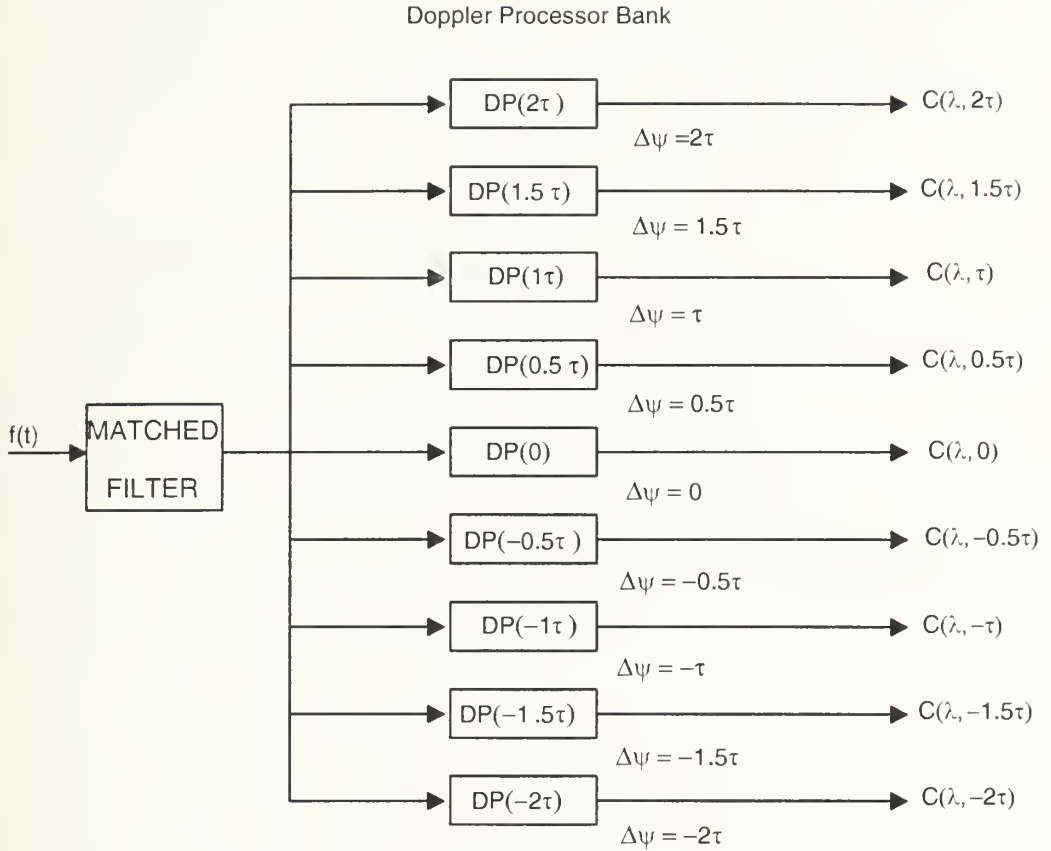 Doppler Processor Bank
DP(2τ)
C(λ, 2τ)
Δψ =2τ
DP(1.5 τ)
C(λ, 1.5τ)
Δψ = 1.5τ
DP(1τ)
C(λ, τ)
Δψ = τ
DP(0.5 τ)
C(λ, 0.5τ)
Δψ = 0.5τ
f(t)
MATCHED
FILTER
DP(0)
C(λ, 0)
Δψ = 0
DP(−0.5τ )
C(λ, −0.5τ)
Δψ = −0.5τ
DP(−1τ )
C(λ, −τ)
Δψ = −τ
DP(−1.5τ)
C(λ, −1.5τ)
Δψ = −1.5τ
DP(−2τ)
C(λ, −2τ)
Δψ = −2τ